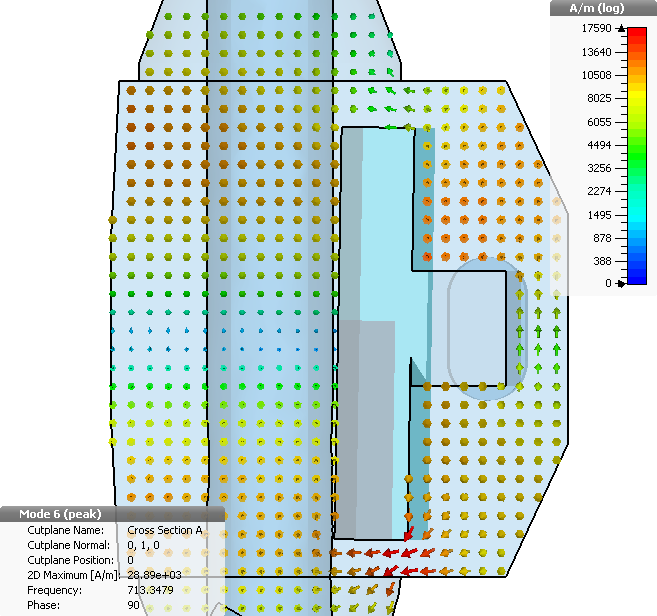 A/m (log)
17590
13640
10508
8025
6055
4494
3256
2274
1495
878
388
0
Mode 6 (peak)
Cutplane Name: Cross Section A
Cutplane Normal: 0, 1, 0
Cutplane Position: 0
2D Maximum [A/m]: 28.89e+03
Frequency: 713.3479
Phase: 90